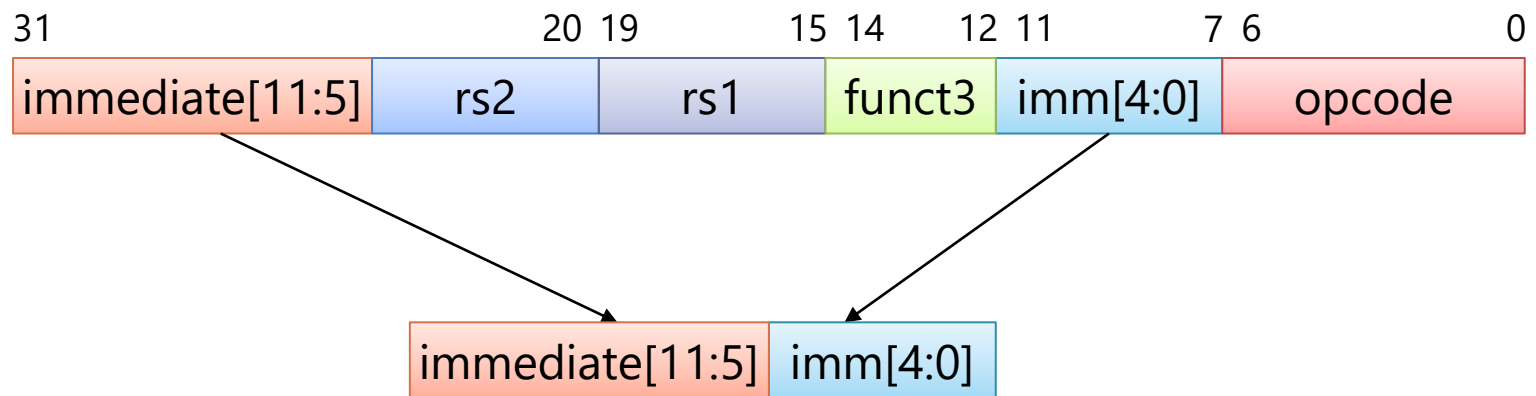 31 20 19 15 14 12 11 7 6 0
immediate[11:5] rs2 rs1 funct3 imm[4:0] opcode
immediate[11:5] imm[4:0]